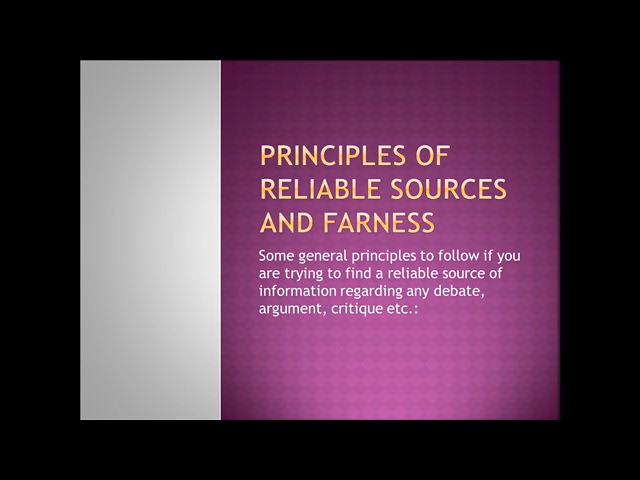 PRINCIPLES OF
RELIABLE SOURCES
AND FARNESS
Some general principles to follow if you
are trying to find a reliable source of
information regarding any debate,
argument, critique etc.: